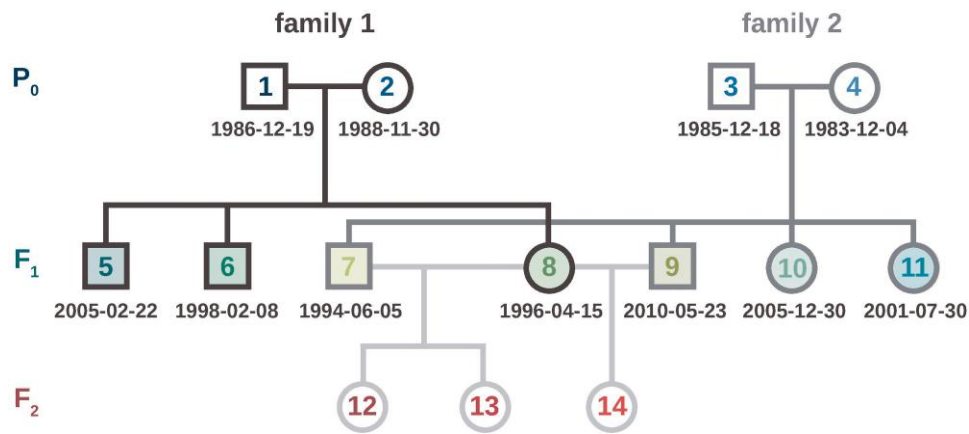 family 1 family 2
P0 1 2 3 4
1986-12-19 1988-11-30 1985-12-18 1983-12-04
F1 5 6 7 8 9 10 11
2005-02-22 1998-02-08 1994-06-05 1996-04-15 2010-05-23 2005-12-30 2001-07-30
F2 12 13 14